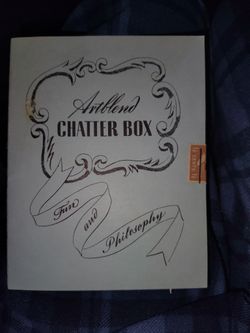 Artblend
CHATTER BOX
Fun
and
Philosophy